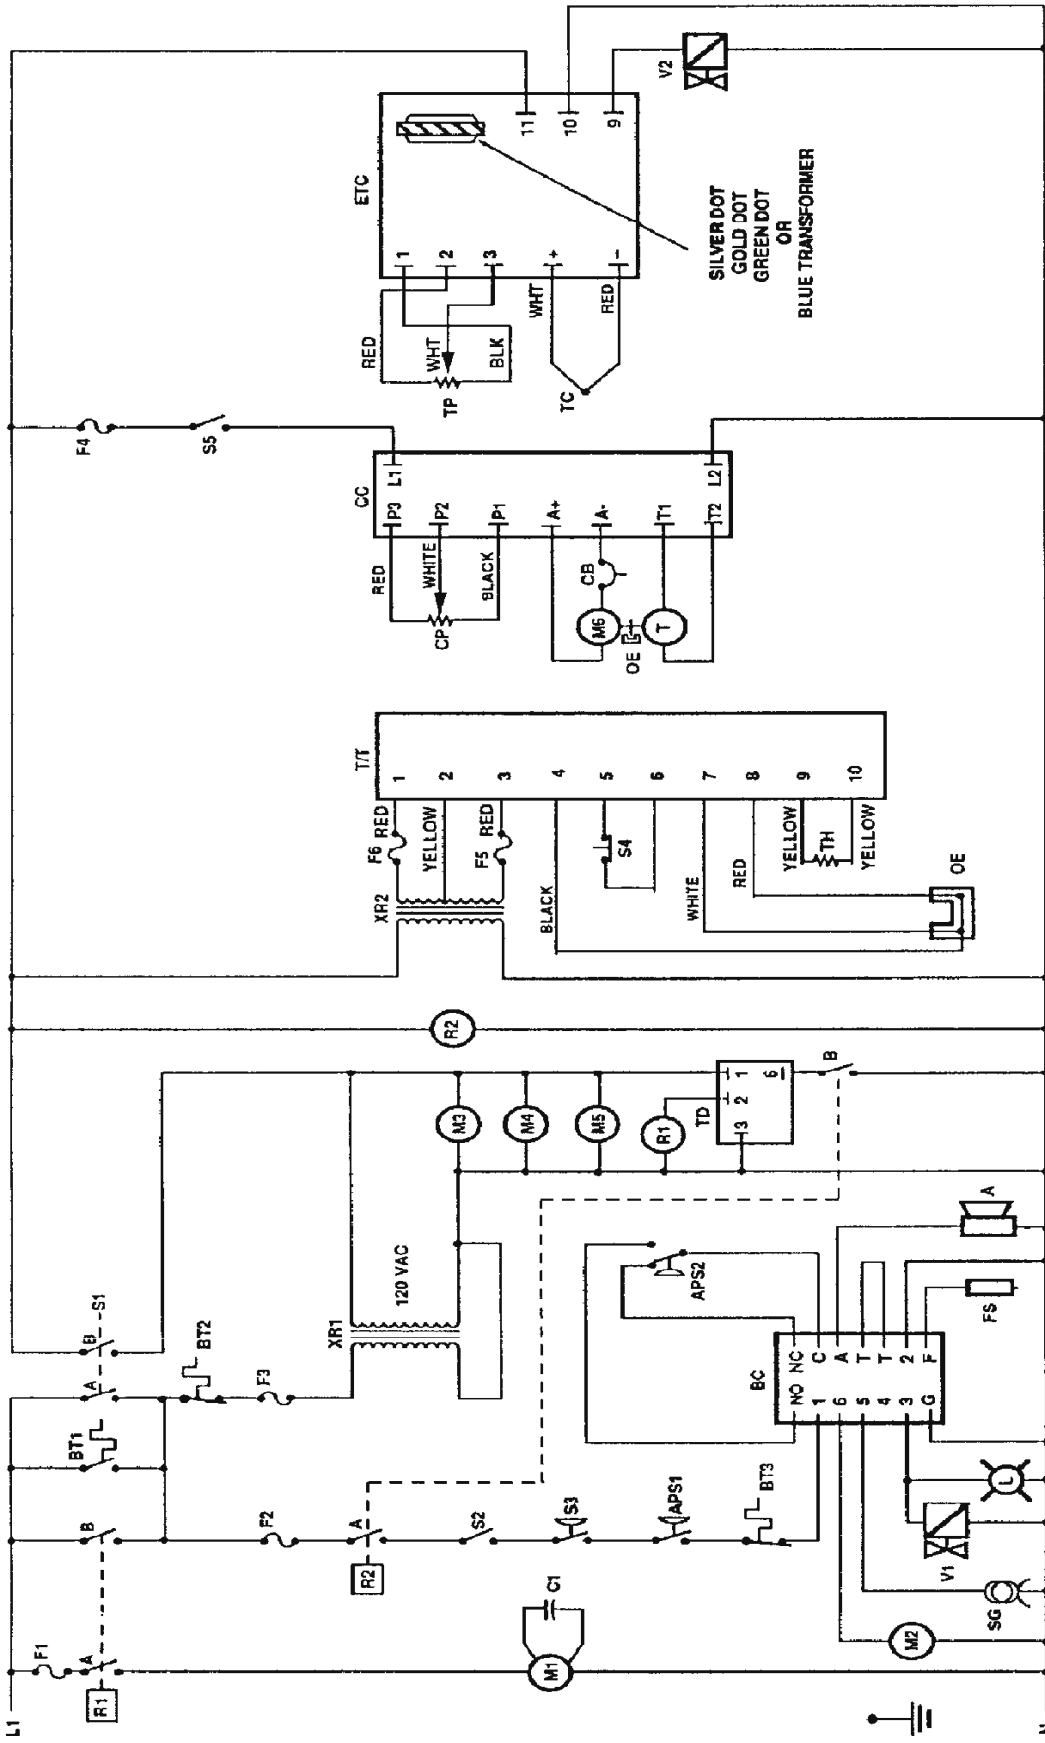 L1
F1
R1
A
M1
C1
B
F2
R2
A
S2
S3
APS1
BT3
M2
SG
V1
L
BT1
A
B
S1
BT2
F3
XR1
120 VAC
BC
NO NC
1 C
6 A
5 T
4 T
3 2
G F
APS2
FS
A
M3
M4
M5
R1
TD
1
2
3
6
B
R2
XR2
F6
RED
YELLOW
F5
RED
BLACK
S4
WHITE
RED
YELLOW
TH
YELLOW
OE
T/T
1
2
3
4
5
6
7
8
9
10
F4
S5
CC
L1
P3
P2
P1
A+
A-
T1
T2
L2
RED
WHITE
BLACK
CP
CB
M6
OE
T
ETC
1
2
3
+
-
11
10
9
RED
WHT
BLK
TP
WHT
RED
TC
V2
SILVER DOT
GOLD DOT
GREEN DOT
OR
BLUE TRANSFORMER